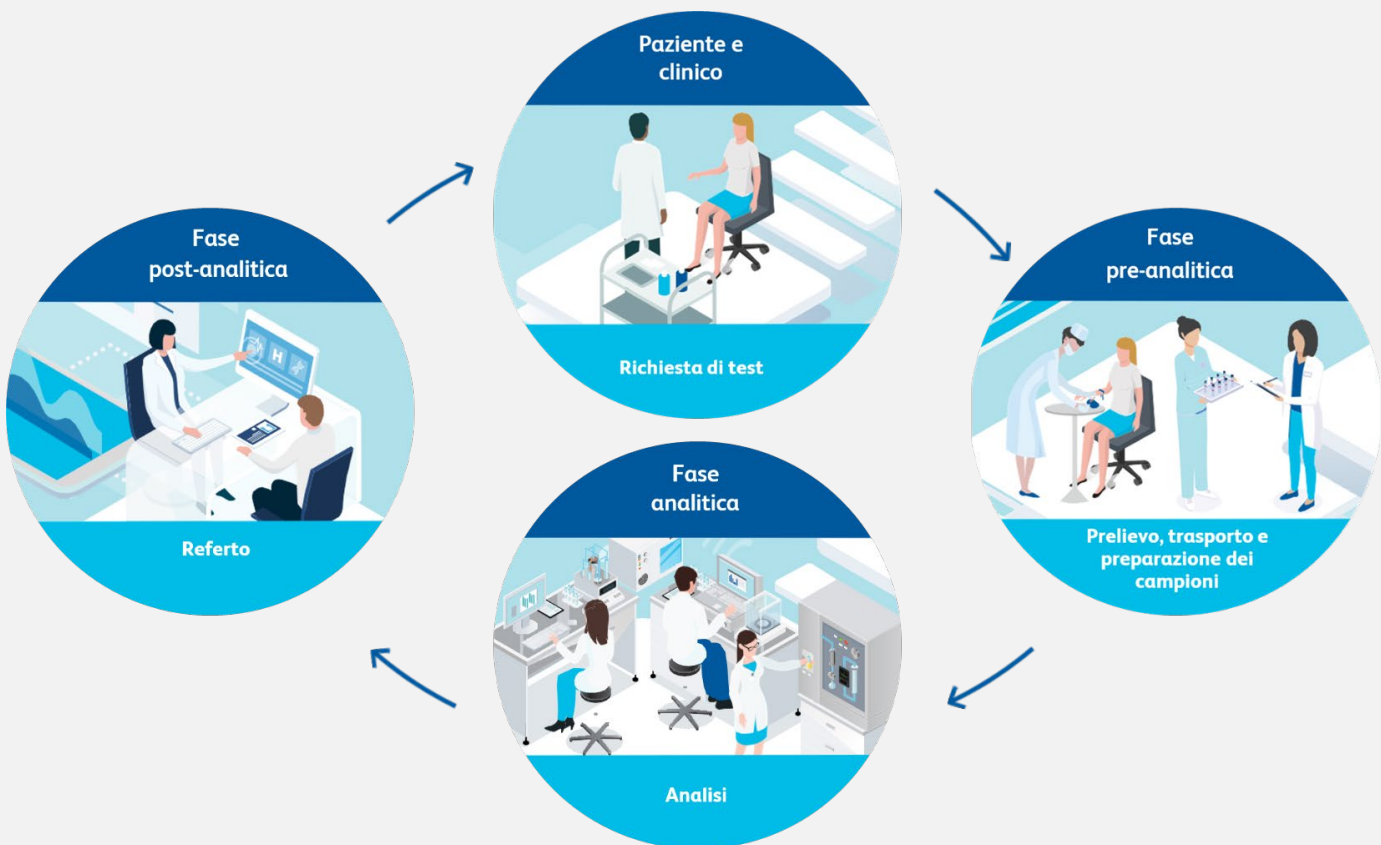 Paziente e
clinico
Richiesta di test
Fase
pre-analitica
Prelievo, trasporto e
preparazione dei
campioni
Fase
analitica
Analisi
Fase
post-analitica
Referto
H